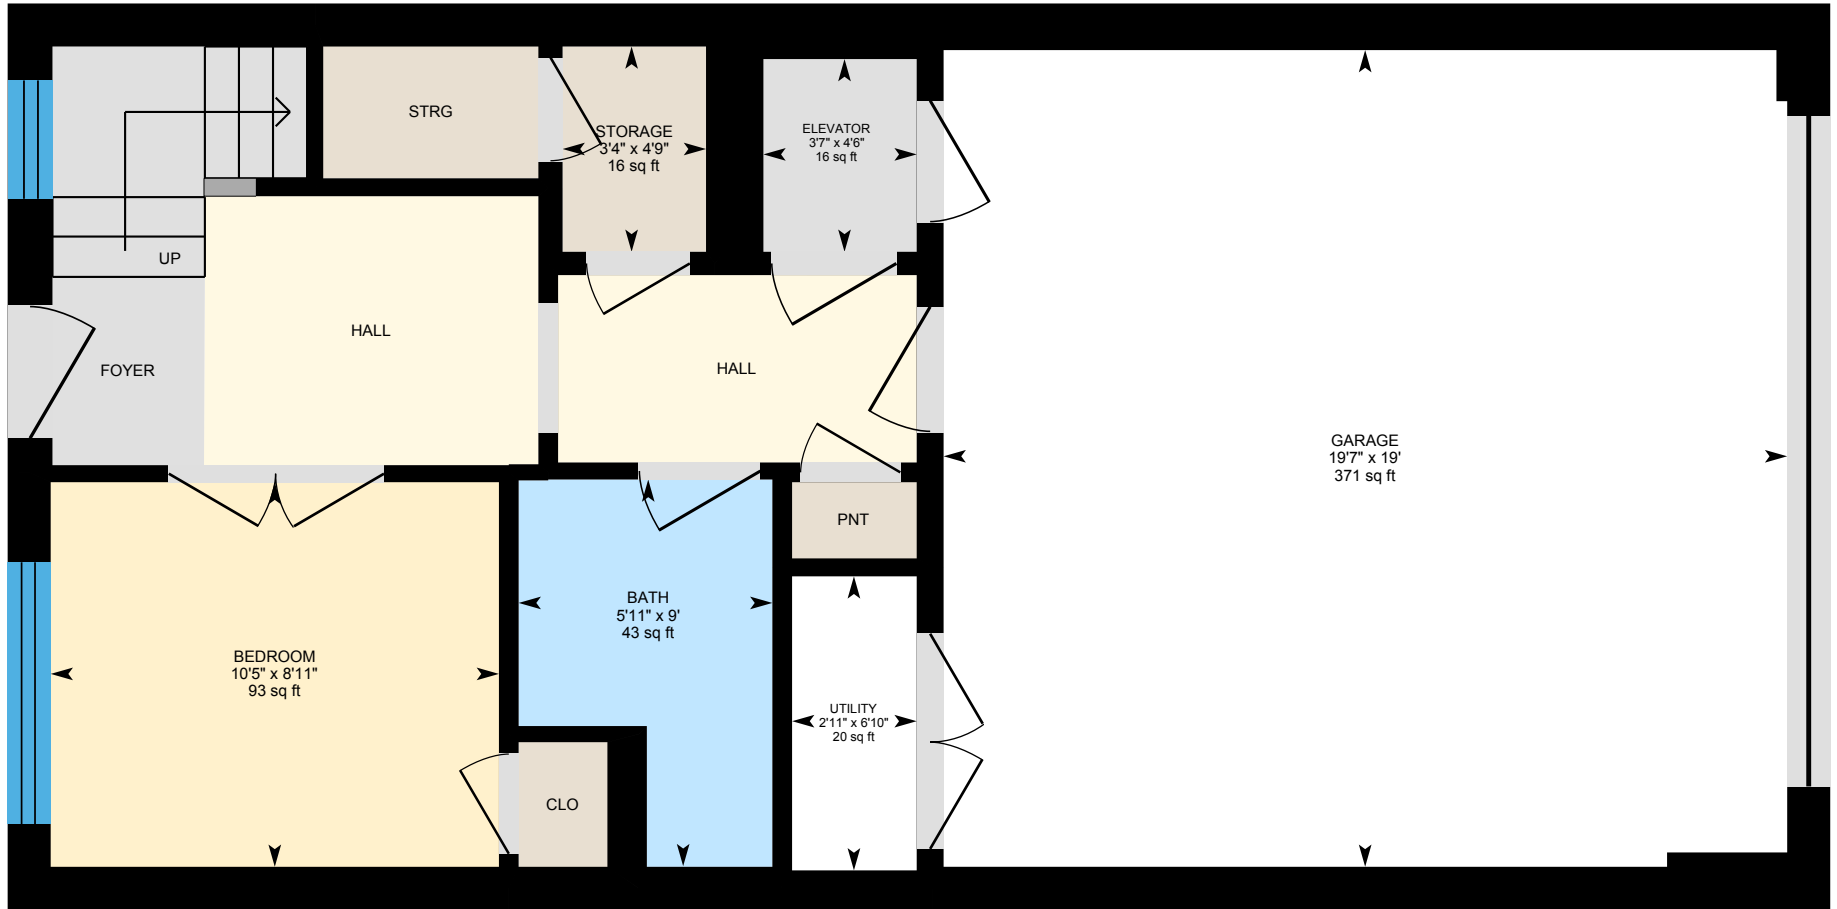 STRG
STORAGE
3'4" x 4'9"
16 sq ft
ELEVATOR
3'7" x 4'6"
16 sq ft
UP
HALL
FOYER
HALL
GARAGE
19'7" x 19'
371 sq ft
PNT
BATH
5'11" x 9'
43 sq ft
BEDROOM
10'5" x 8'11"
93 sq ft
UTILITY
2'11" x 6'10"
20 sq ft
CLO